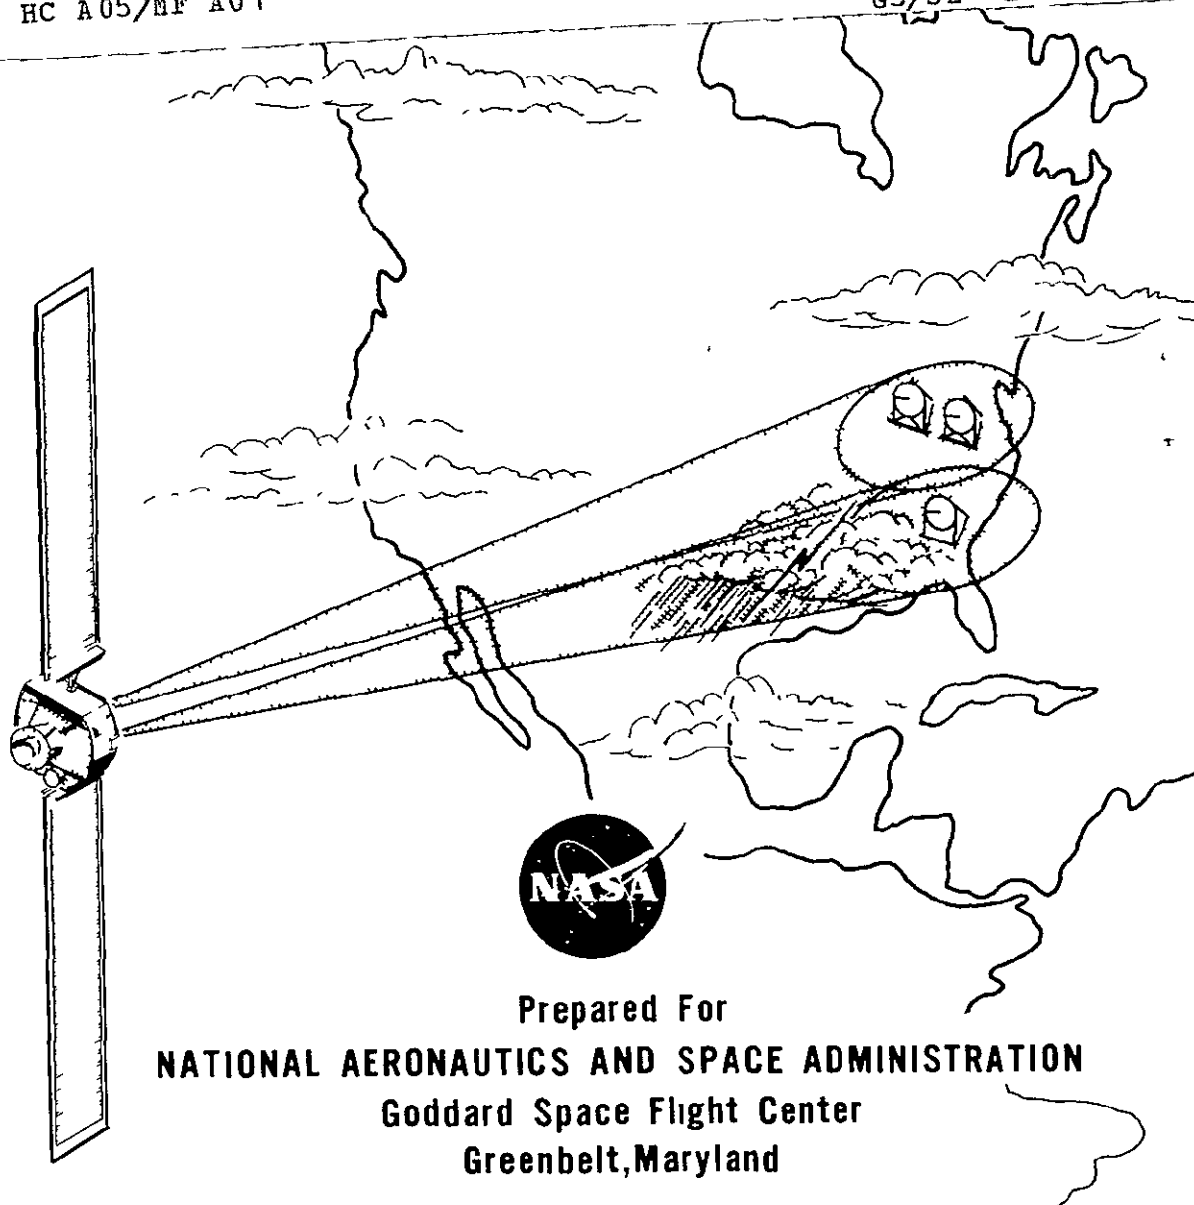 HC A05/MF A01
NASA
Prepared For
NATIONAL AERONAUTICS AND SPACE ADMINISTRATION
Goddard Space Flight Center
Greenbelt, Maryland